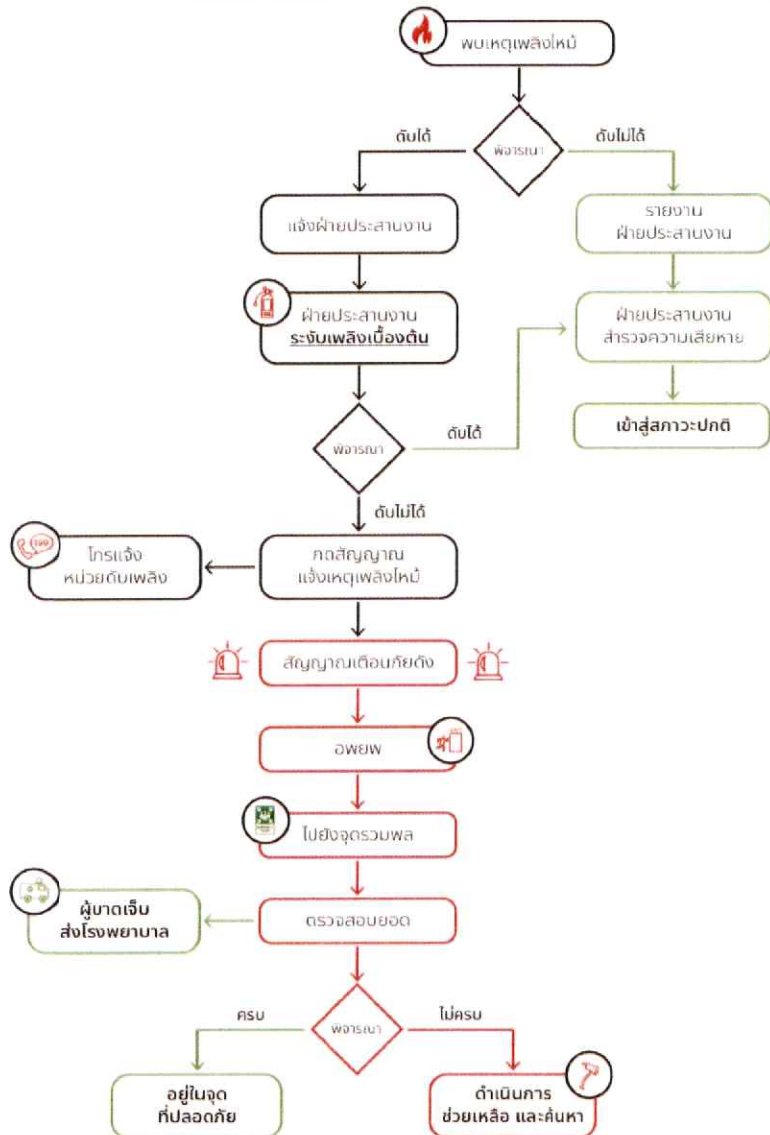 พบเหตุเพลิงไหม้
พิจารณา
ดับได้
ดับไม่ได้
แจ้งฝ่ายประสานงาน
รายงาน
ฝ่ายประสานงาน
ฝ่ายประสานงาน
ระงับเพลิงเบื้องต้น
ฝ่ายประสานงาน
สำรวจความเสียหาย
พิจารณา
ดับได้
เข้าสู่สภาวะปกติ
ดับไม่ได้
199
โทรแจ้ง
หน่วยดับเพลิง
กดสัญญาณ
แจ้งเหตุเพลิงไหม้
สัญญาณเตือนภัยดัง
อพยพ
ไปยังจุดรวมพล
ผู้บาดเจ็บ
ส่งโรงพยาบาล
ตรวจสอบยอด
พิจารณา
ครบ
ไม่ครบ
อยู่ในจุด
ที่ปลอดภัย
ดำเนินการ
ช่วยเหลือ และค้นหา